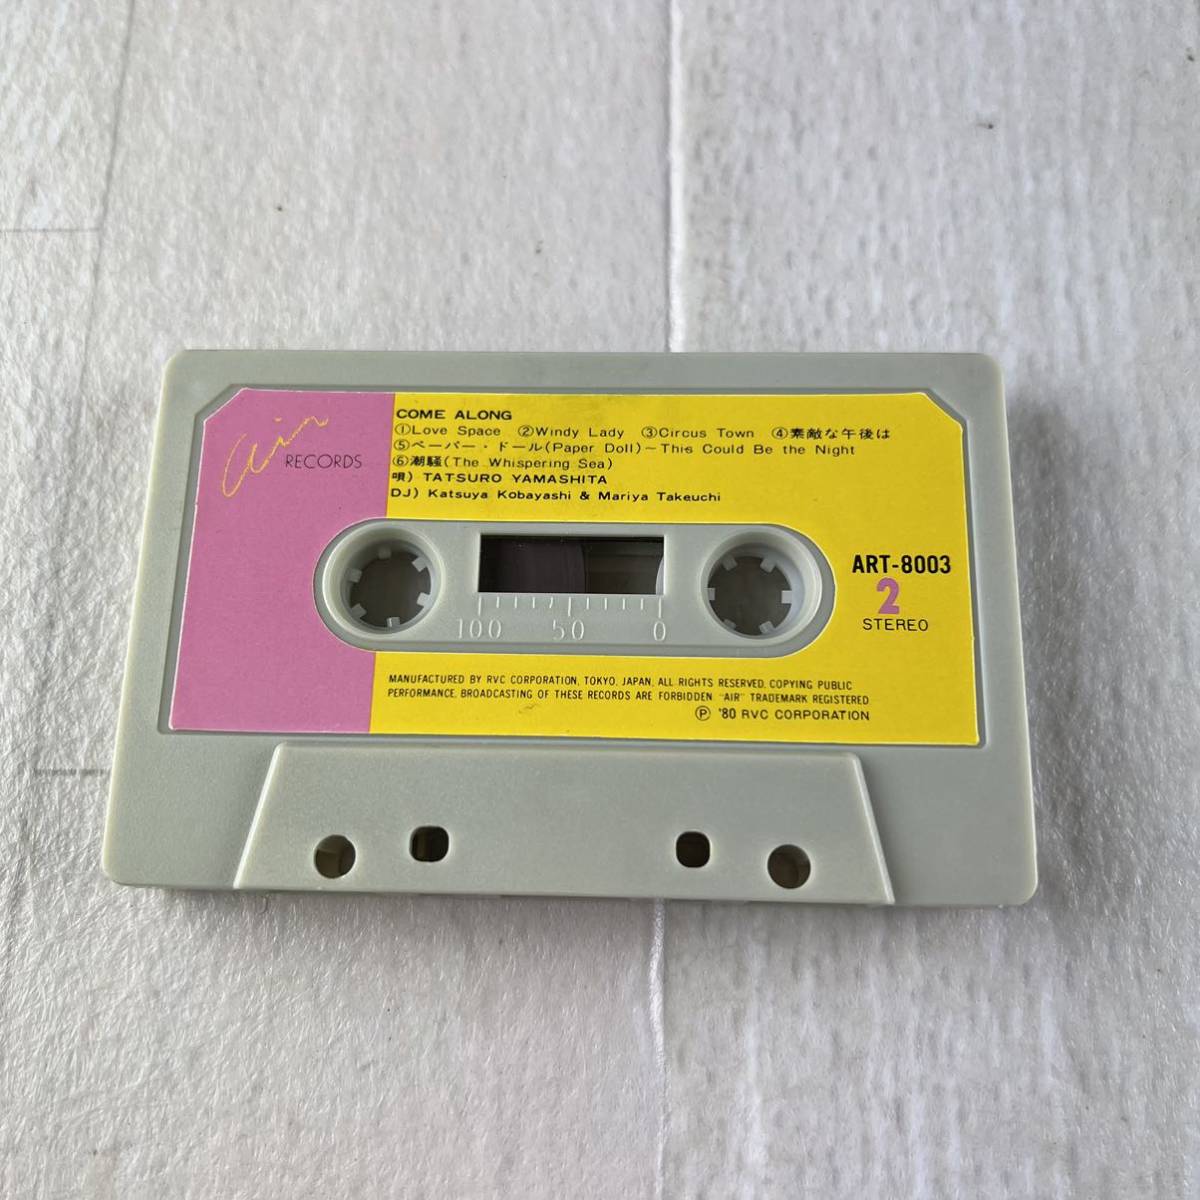 air
RECORDS
COME ALONG
①Love Space ②Windy Lady ③Circus Town ④素敵な午後は
⑤ペーパー・ドール(Paper Doll)~This Could Be the Night
⑥潮騒(The Whispering Sea)
唄) TATSURO YAMASHITA
DJ) Katsuya Kobayashi & Mariya Takeuchi
ART-8003
2
STEREO
100 50 0
MANUFACTURED BY RVC CORPORATION, TOKYO, JAPAN, ALL RIGHTS RESERVED, COPYING PUBLIC
PERFORMANCE, BROADCASTING OF THESE RECORDS ARE FORBIDDEN "AIR" TRADEMARK REGISTERED
Ⓟ '80 RVC CORPORATION